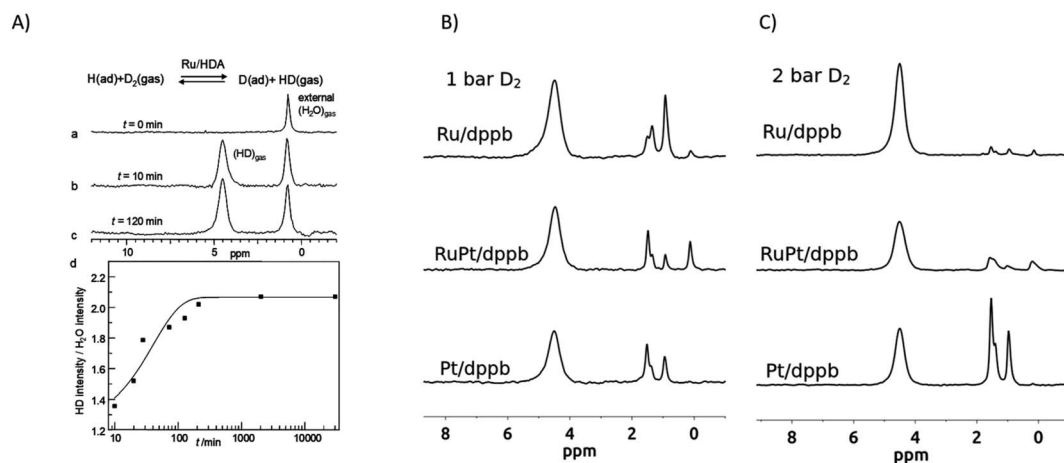 A)
Ru/HDA
H(ad)+D₂(gas) D(ad)+ HD(gas)
external
(H₂O)gas
a t = 0 min
b t = 10 min (HD)gas
c t = 120 min
10 5 ppm 0
d
HD Intensity / H₂O Intensity
2.2
2.0
1.8
1.6
1.4
1.2
10 100 1000 10000
t /min
B)
1 bar D₂
Ru/dppb
RuPt/dppb
Pt/dppb
8 4 0
ppm
C)
2 bar D₂
Ru/dppb
RuPt/dppb
Pt/dppb
8 6 4 2 0
ppm